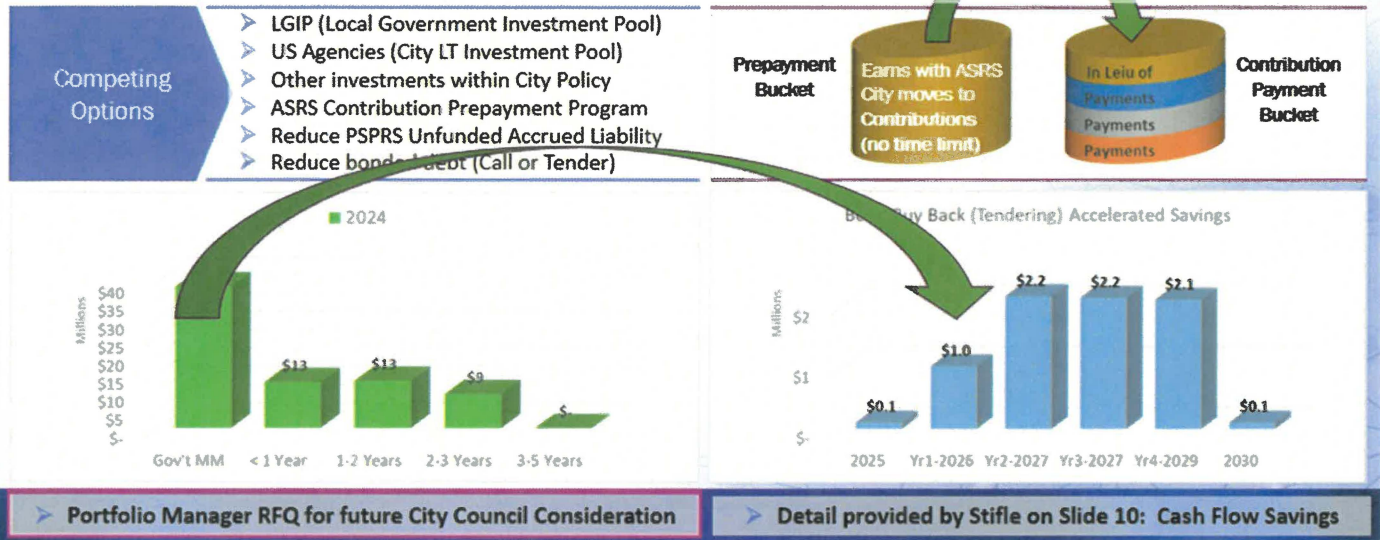 Competing
Options
➢ LGIP (Local Government Investment Pool)
➢ US Agencies (City LT Investment Pool)
➢ Other investments within City Policy
➢ ASRS Contribution Prepayment Program
➢ Reduce PSPRS Unfunded Accrued Liability
➢ Reduce bonded debt (Call or Tender)
Prepayment
Bucket
Earns with ASRS
City moves to
Contributions
(no time limit)
In Leiu of
Payments
Payments
Payments
Contribution
Payment
Bucket
2024
Millions
$40
$35
$30
$25
$20
$15
$10
$5
$-
$13
$13
$9
$-
Gov't MM < 1 Year 1-2 Years 2-3 Years 3-5 Years
Buy Back (Tendering) Accelerated Savings
Millions
$2
$1
$-
$0.1
$1.0
$2.2
$2.2
$2.1
$0.1
2025 Yr1-2026 Yr2-2027 Yr3-2027 Yr4-2029 2030
➢ Portfolio Manager RFQ for future City Council Consideration
➢ Detail provided by Stifle on Slide 10: Cash Flow Savings